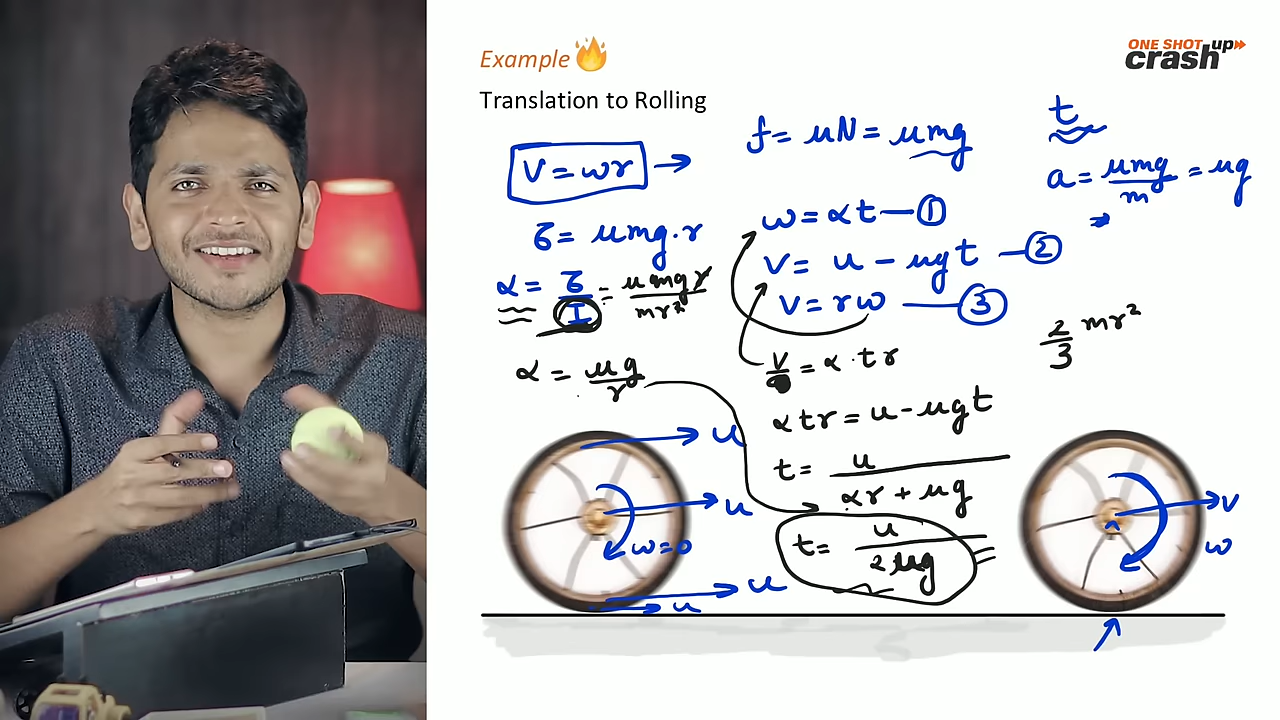 Example
ONE SHOT
crash up
Translation to Rolling
t
V = ωr →
f = μN = μmg
a = μmg/m = μg
τ = μmg.r
ω = αt — ①
α = τ/I = μmgr/mr²
V = u - μgt — ②
V = rω — ③
2/3 mr²
α = μg/r
V = α.tr
αtr = u - μgt
u
t = u/(αr + μg)
u
V
ω = 0
t = u/2μg
ω
u
u